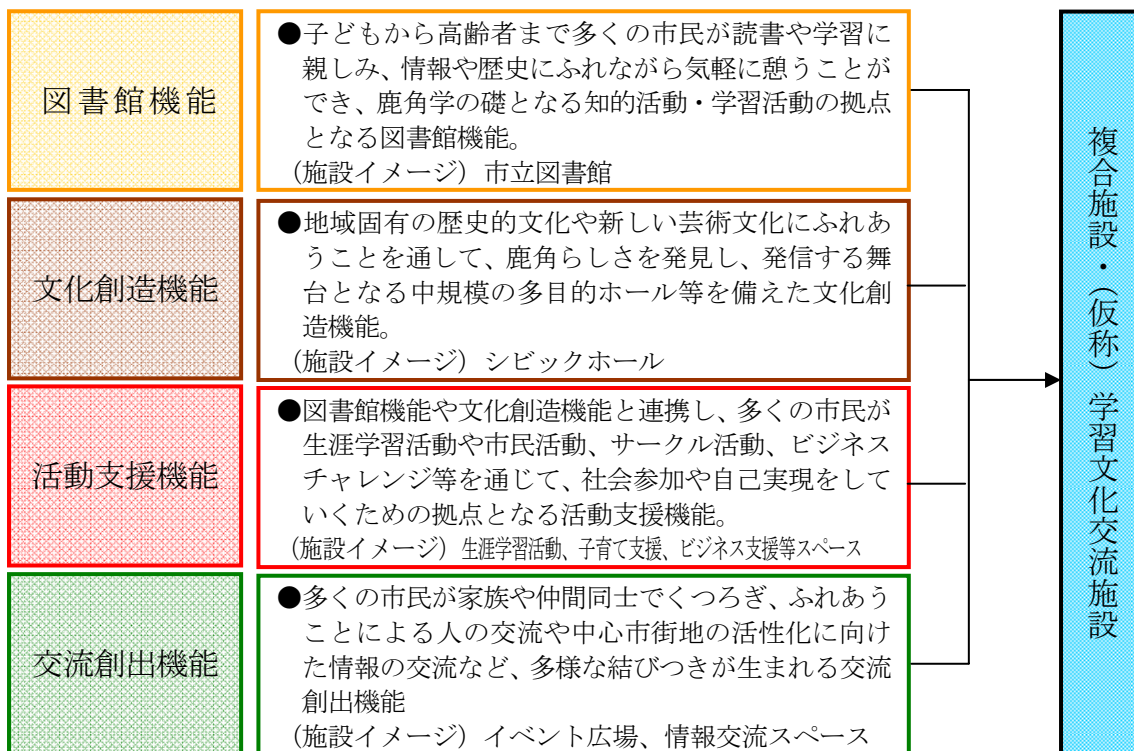 図書館機能
●子どもから高齢者まで多くの市民が読書や学習に
親しみ、情報や歴史にふれながら気軽に憩うことが
でき、鹿角学の礎となる知的活動・学習活動の拠点
となる図書館機能。
(施設イメージ)市立図書館
文化創造機能
●地域固有の歴史的文化や新しい芸術文化にふれあ
うことを通して、鹿角らしさを発見し、発信する舞
台となる中規模の多目的ホール等を備えた文化創
造機能。
(施設イメージ)シビックホール
活動支援機能
●図書館機能や文化創造機能と連携し、多くの市民が
生涯学習活動や市民活動、サークル活動、ビジネス
チャレンジ等を通じて、社会参加や自己実現をして
いくための拠点となる活動支援機能。
(施設イメージ)生涯学習活動、子育て支援、ビジネス支援等スペース
交流創出機能
●多くの市民が家族や仲間同士でくつろぎ、ふれあう
ことによる人の交流や中心市街地の活性化に向け
た情報の交流など、多様な結びつきが生まれる交流
創出機能
(施設イメージ)イベント広場、情報交流スペース
複合施設・(仮称)学習文化交流施設